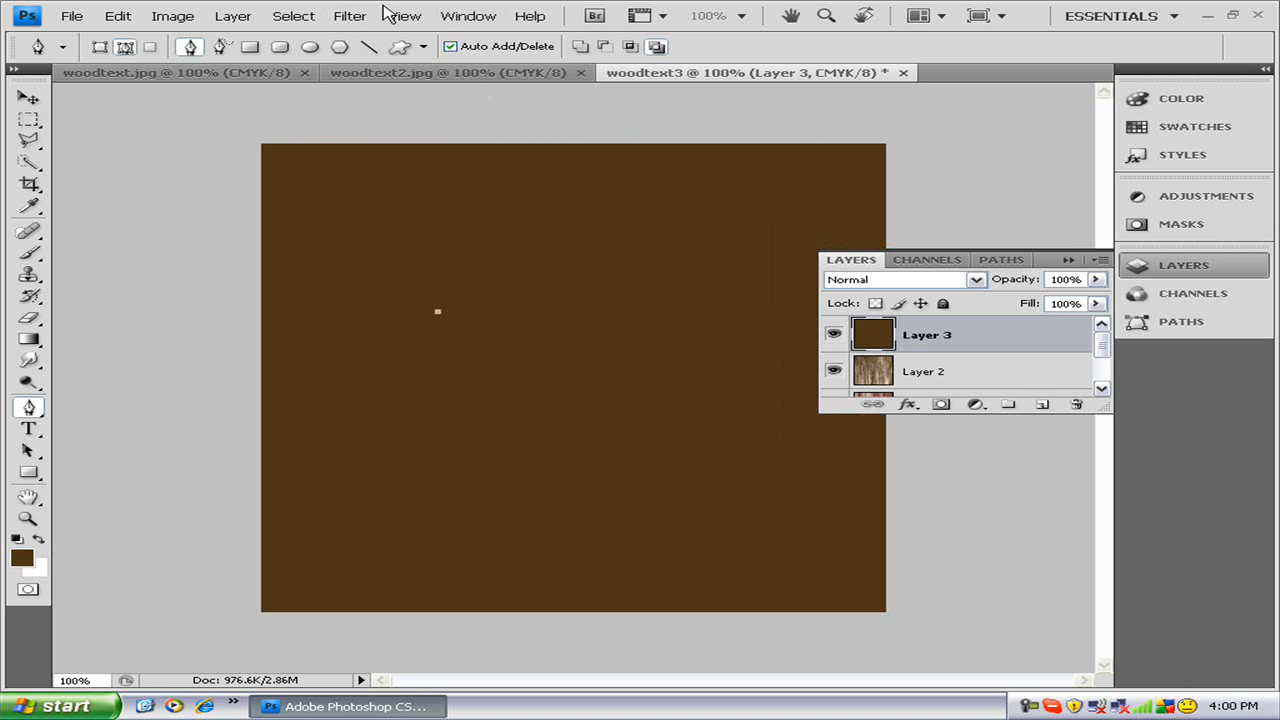 Ps File Edit Image Layer Select Filter View Window Help Br 100% ESSENTIALS
Auto Add/Delete
woodtext.jpg @ 100% (CMYK/8) woodtext2.jpg @ 100% (CMYK/8) woodtext3 @ 100% (Layer 3, CMYK/8) *
COLOR
SWATCHES
STYLES
ADJUSTMENTS
MASKS
LAYERS
CHANNELS
PATHS
LAYERS CHANNELS PATHS
Normal Opacity: 100%
Lock: Fill: 100%
Layer 3
Layer 2
100% Doc: 976.6K/2.86M
start Ps Adobe Photoshop CS... 4:00 PM